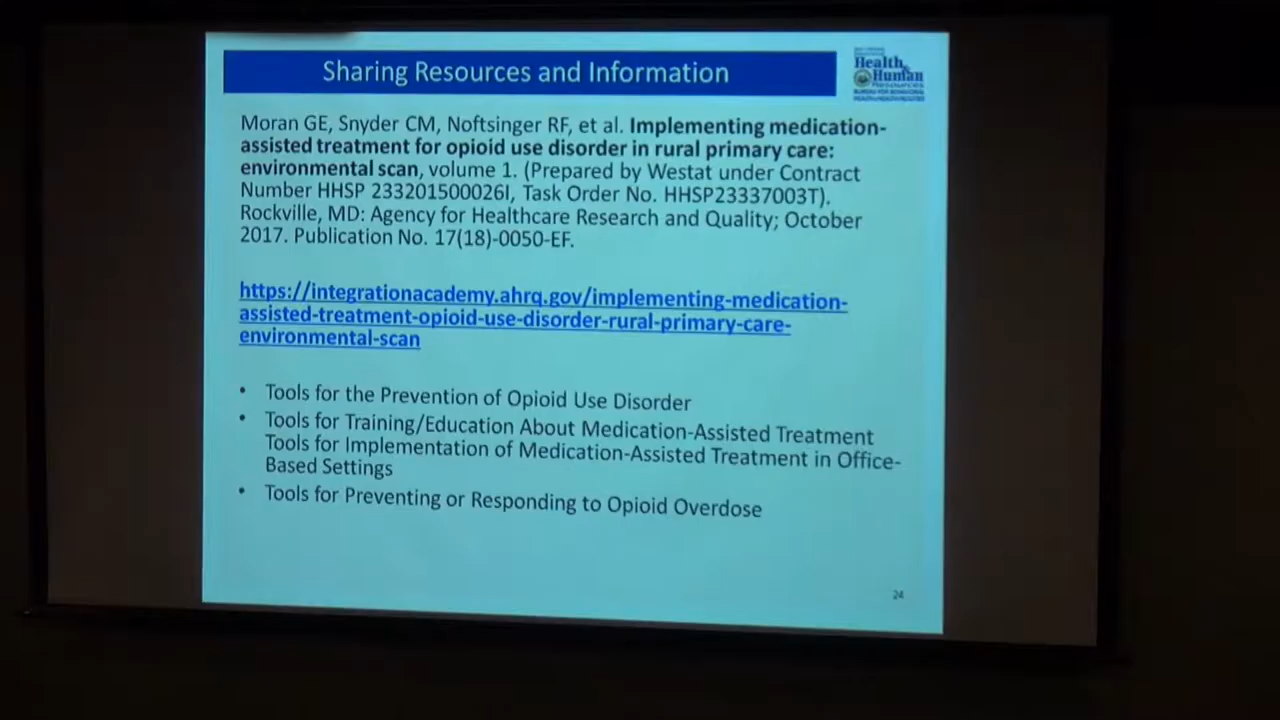 Sharing Resources and Information
Health &
Human
Moran GE, Snyder CM, Noftsinger RF, et al. Implementing medication-
assisted treatment for opioid use disorder in rural primary care:
environmental scan, volume 1. (Prepared by Westat under Contract
Number HHSP 233201500026I, Task Order No. HHSP23337003T).
Rockville, MD: Agency for Healthcare Research and Quality; October
2017. Publication No. 17(18)-0050-EF.
https://integrationacademy.ahrq.gov/implementing-medication-
assisted-treatment-opioid-use-disorder-rural-primary-care-
environmental-scan
• Tools for the Prevention of Opioid Use Disorder
• Tools for Training/Education About Medication-Assisted Treatment
Tools for Implementation of Medication-Assisted Treatment in Office-
Based Settings
• Tools for Preventing or Responding to Opioid Overdose
24